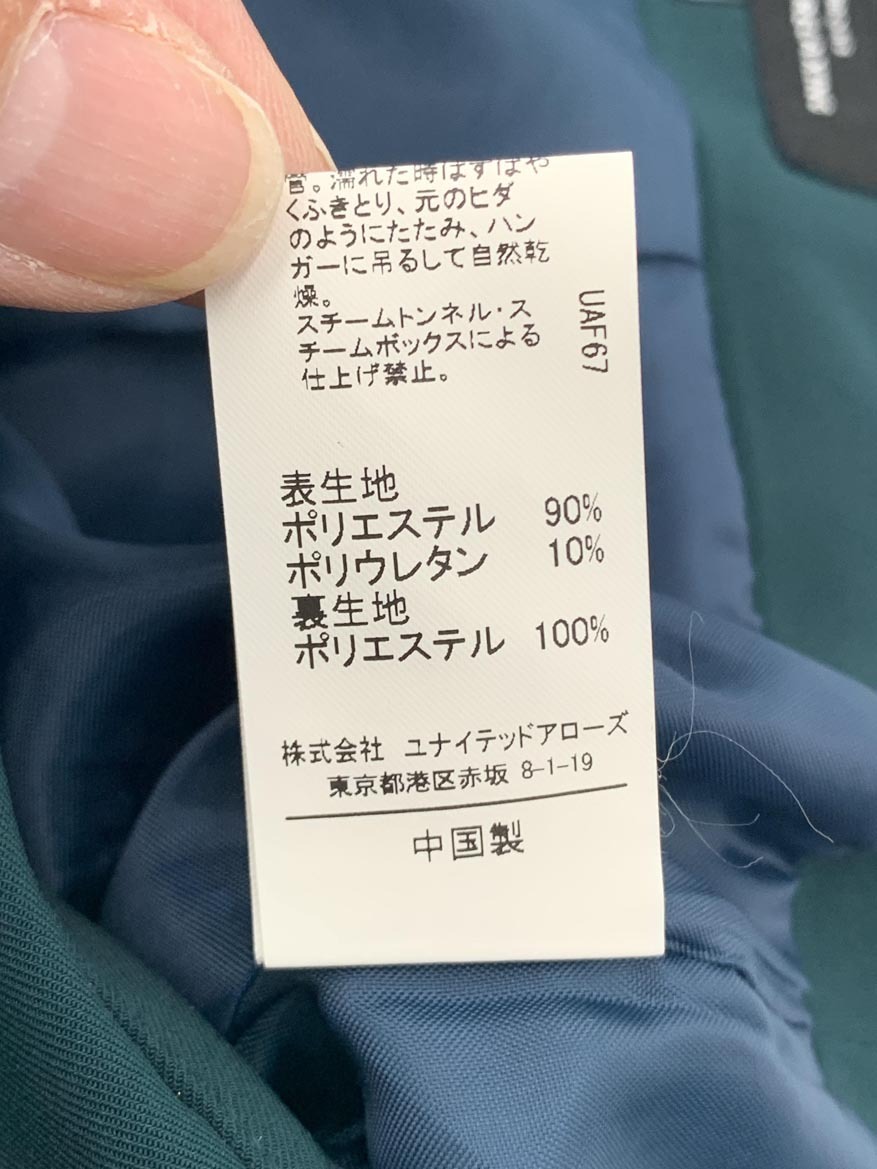 管。濡れた時はすばや
くふきとり、元のヒダ
のようにたたみ、ハン
ガーに吊るして自然乾
燥。
スチームトンネル・ス
チームボックスによる
仕上げ禁止。
UAF67
表生地
ポリエステル 90%
ポリウレタン 10%
裏生地
ポリエステル 100%
株式会社 ユナイテッドアローズ
東京都港区赤坂 8-1-19
中国製